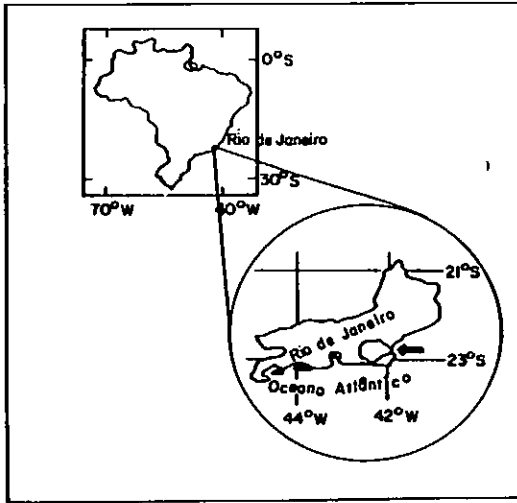 0°S
Rio de Janeiro
30°S
70°W
40°W
21°S
Rio de Janeiro
23°S
Oceano Atlântico
44°W
42°W